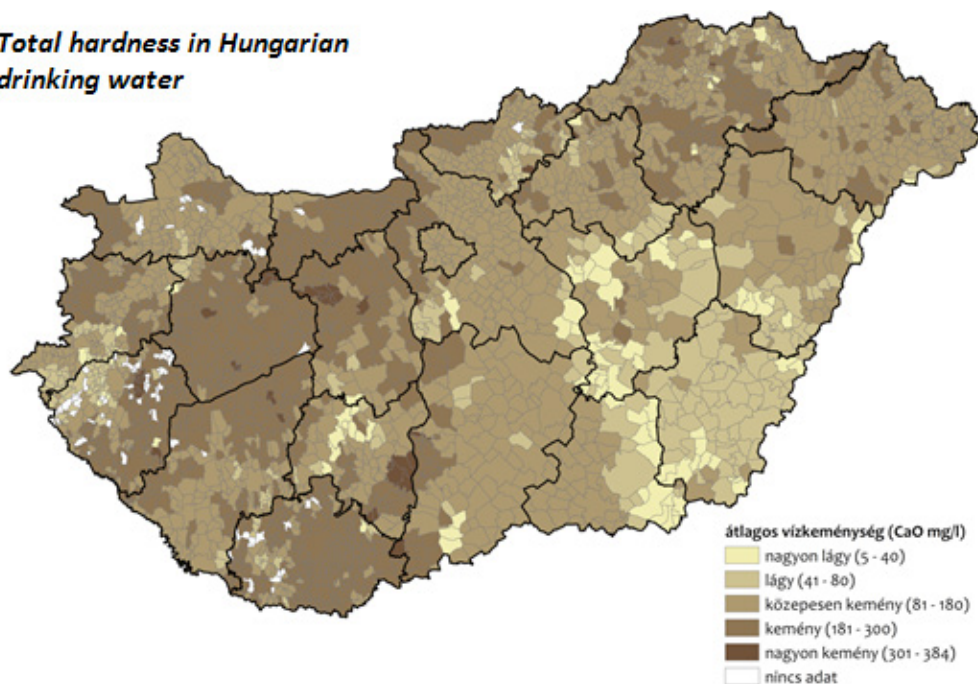 Total hardness in Hungarian
drinking water
átlagos vízkeménység (CaO mg/l)
nagyon lágy (5 - 40)
lágy (41 - 80)
közepesen kemény (81 - 180)
kemény (181 - 300)
nagyon kemény (301 - 384)
nincs adat